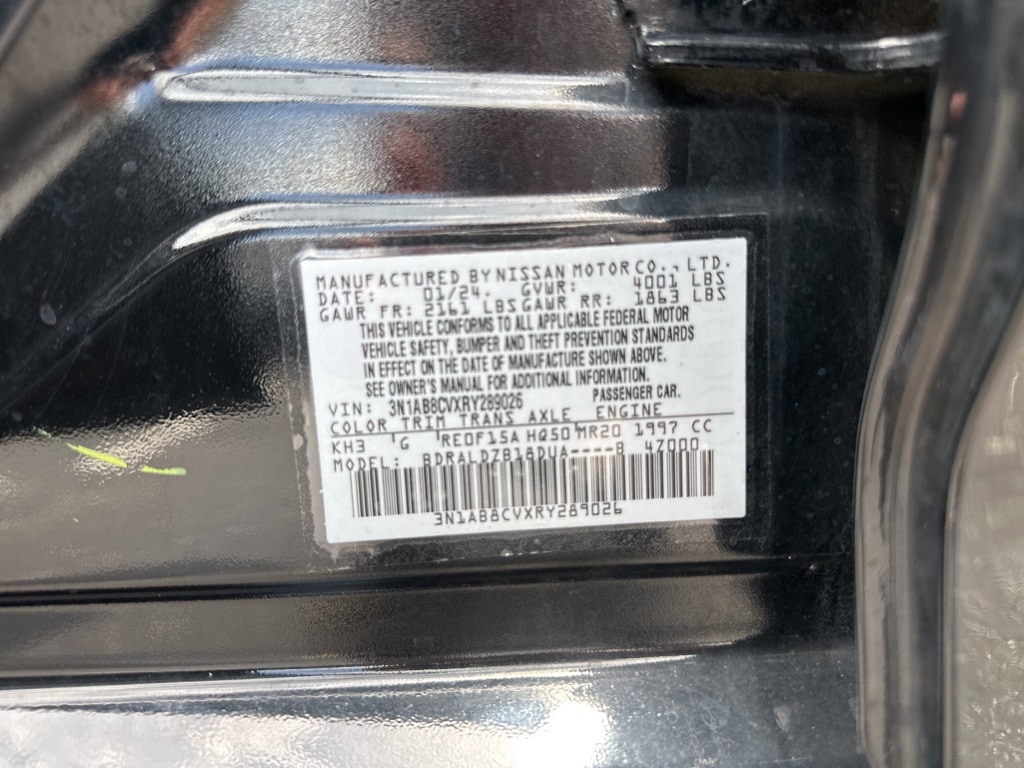 MANUFACTURED BY NISSAN MOTOR CO., LTD.
DATE: 01/24. GVWR: 4001 LBS
GAWR FR: 2161 LBS GAWR RR: 1863 LBS
THIS VEHICLE CONFORMS TO ALL APPLICABLE FEDERAL MOTOR
VEHICLE SAFETY, BUMPER AND THEFT PREVENTION STANDARDS
IN EFFECT ON THE DATE OF MANUFACTURE SHOWN ABOVE.
SEE OWNER'S MANUAL FOR ADDITIONAL INFORMATION.
VIN: 3N1AB8CVXRY289026 PASSENGER CAR.
COLOR TRIM TRANS AXLE ENGINE
KH3 G RE0F15A HQ50 MR20 1997 CC
MODEL: BDRALDZB18DUA----B 4Z000
3N1AB8CVXRY289026